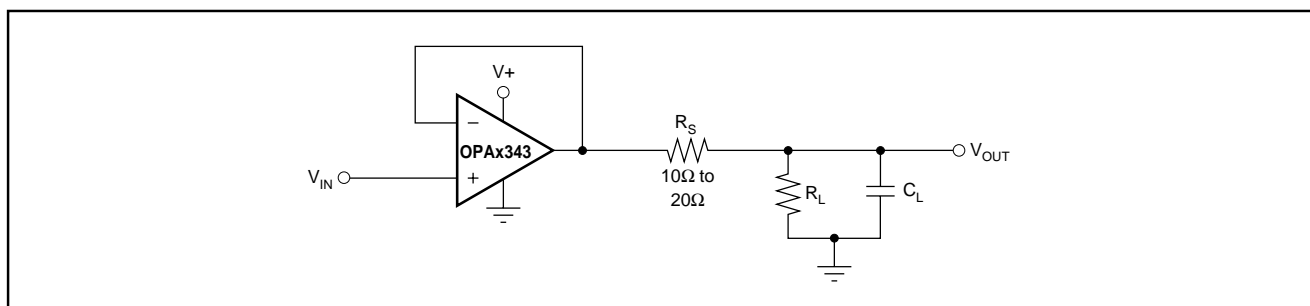 V+
−
OPAx343
+
V_IN
R_S
10Ω to
20Ω
R_L
C_L
V_OUT